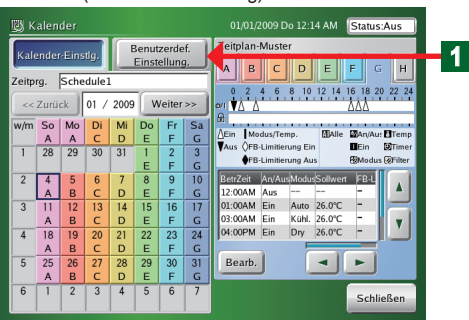 Kalender
01/01/2009 Do 12:14 AM
Status:Aus
Kalender-Einstlg.
Benutzerdef. Einstellung.
1
Zeitprg. Schedule1
<< Zurück 01 / 2009 Weiter >>
w/m So Mo Di Mi Do Fr Sa
A B C D E F G
1 28 29 30 31 1 2 3
E F G
2 4 5 6 7 8 9 10
A B C D E F G
3 11 12 13 14 15 16 17
A B C D E F G
4 18 19 20 21 22 23 24
A B C D E F G
5 25 26 27 28 29 30 31
A B C D E F G
6 1 2 3 4 5 6 7
eitplan-Muster
A B C D E F G H
0 2 4 6 8 10 12 14 16 18 20 22 24
Ein Modus/Temp. Alle An/Aus Temp
Aus FB-Limitierung Ein Ein Timer
FB-Limitierung Aus Modus Filter
BetrZeit An/Aus Modus Sollwert FB-L
12:00AM Aus -- -- –
01:00AM Ein Auto 26.0°C –
03:00AM Ein Kühl. 26.0°C –
04:00PM Ein Dry 26.0°C –
Bearb.
Schließen